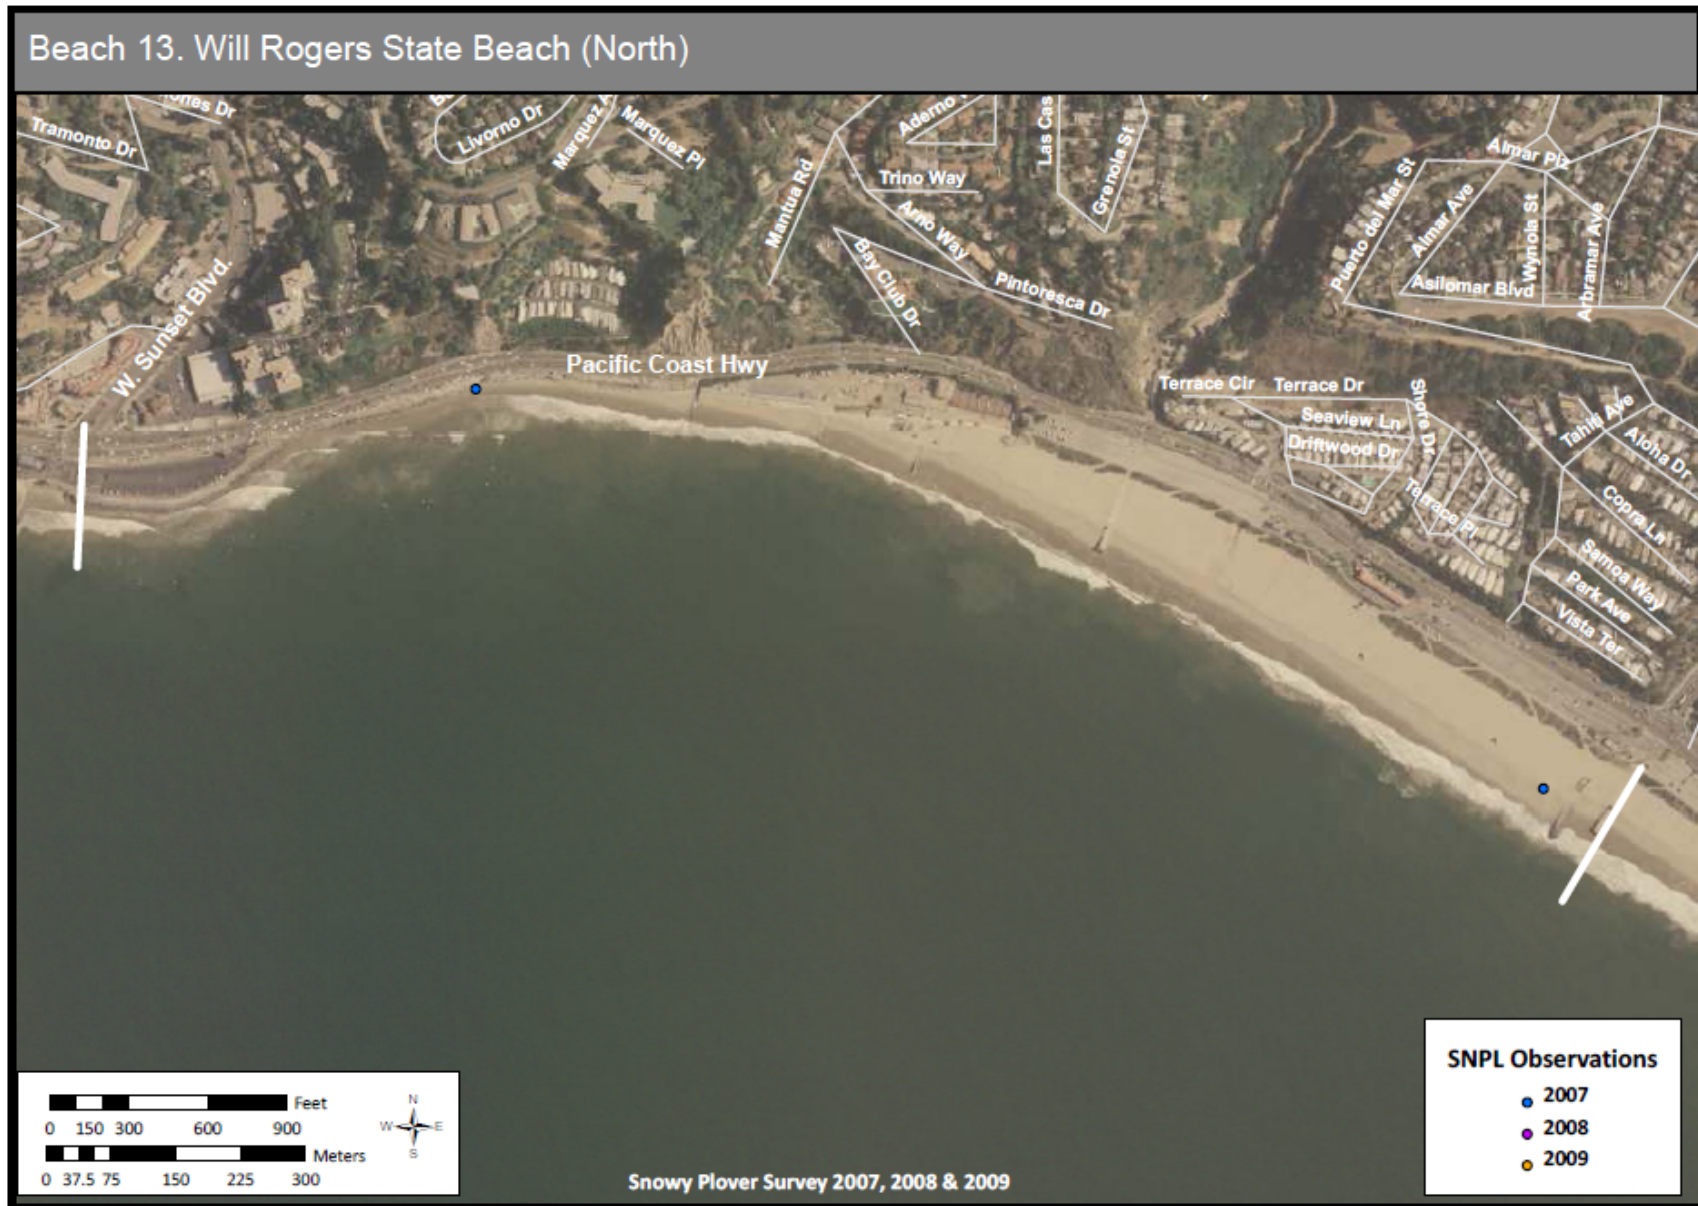 Beach 13. Will Rogers State Beach (North)
Tramonto Dr
Livorno Dr
Marquez Pl
Aderno
Las Cas
Grenola St
Mantua Rd
Trino Way
Arno Way
Bay Club Dr
Pintoresca Dr
Puerto del Mar St
Almar Plz
Almar Ave
Wynola St
Arbramar Ave
Asilomar Blvd
W. Sunset Blvd.
Pacific Coast Hwy
Terrace Cir
Terrace Dr
Shore Dr
Seaview Ln
Driftwood Dr
Terrace Pl
Tahiti Ave
Aloha Dr
Copra Ln
Samoa Way
Park Ave
Vista Ter
SNPL Observations
2007
2008
2009
Feet
0 150 300 600 900
Meters
0 37.5 75 150 225 300
N
W E
S
Snowy Plover Survey 2007, 2008 & 2009